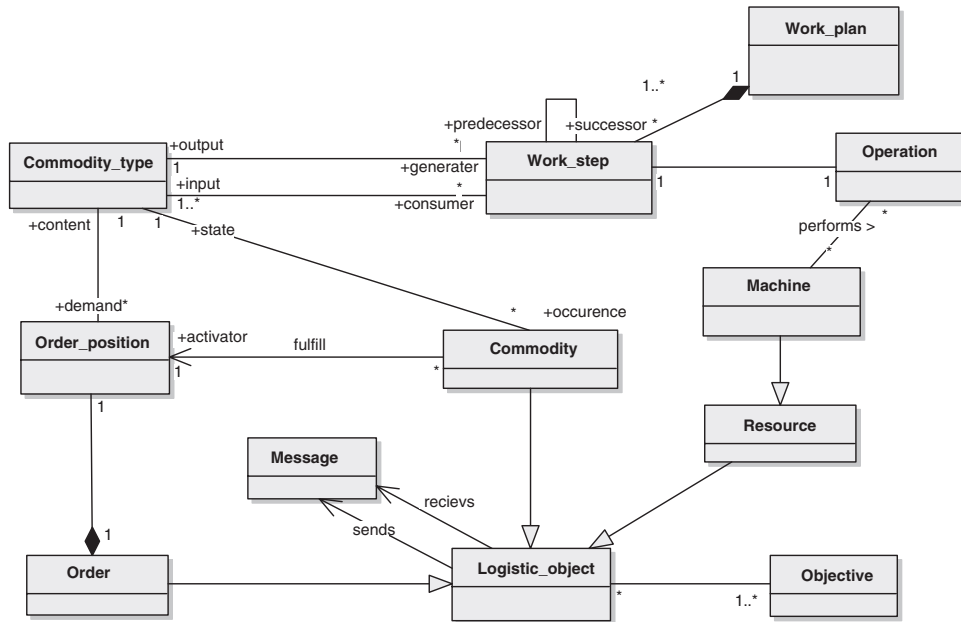 Work_plan
1
1..*
+predecessor
+successor *
+output
*
Commodity_type
1
+generater
Work_step
Operation
+input
*
1..*
+consumer
1
1
+content
1
1
+state
performs >
*
*
Machine
+demand*
*
+occurence
Order_position
+activator
fulfill
Commodity
1
*
1
Resource
Message
recievs
sends
1
Order
Logistic_object
Objective
*
1..*